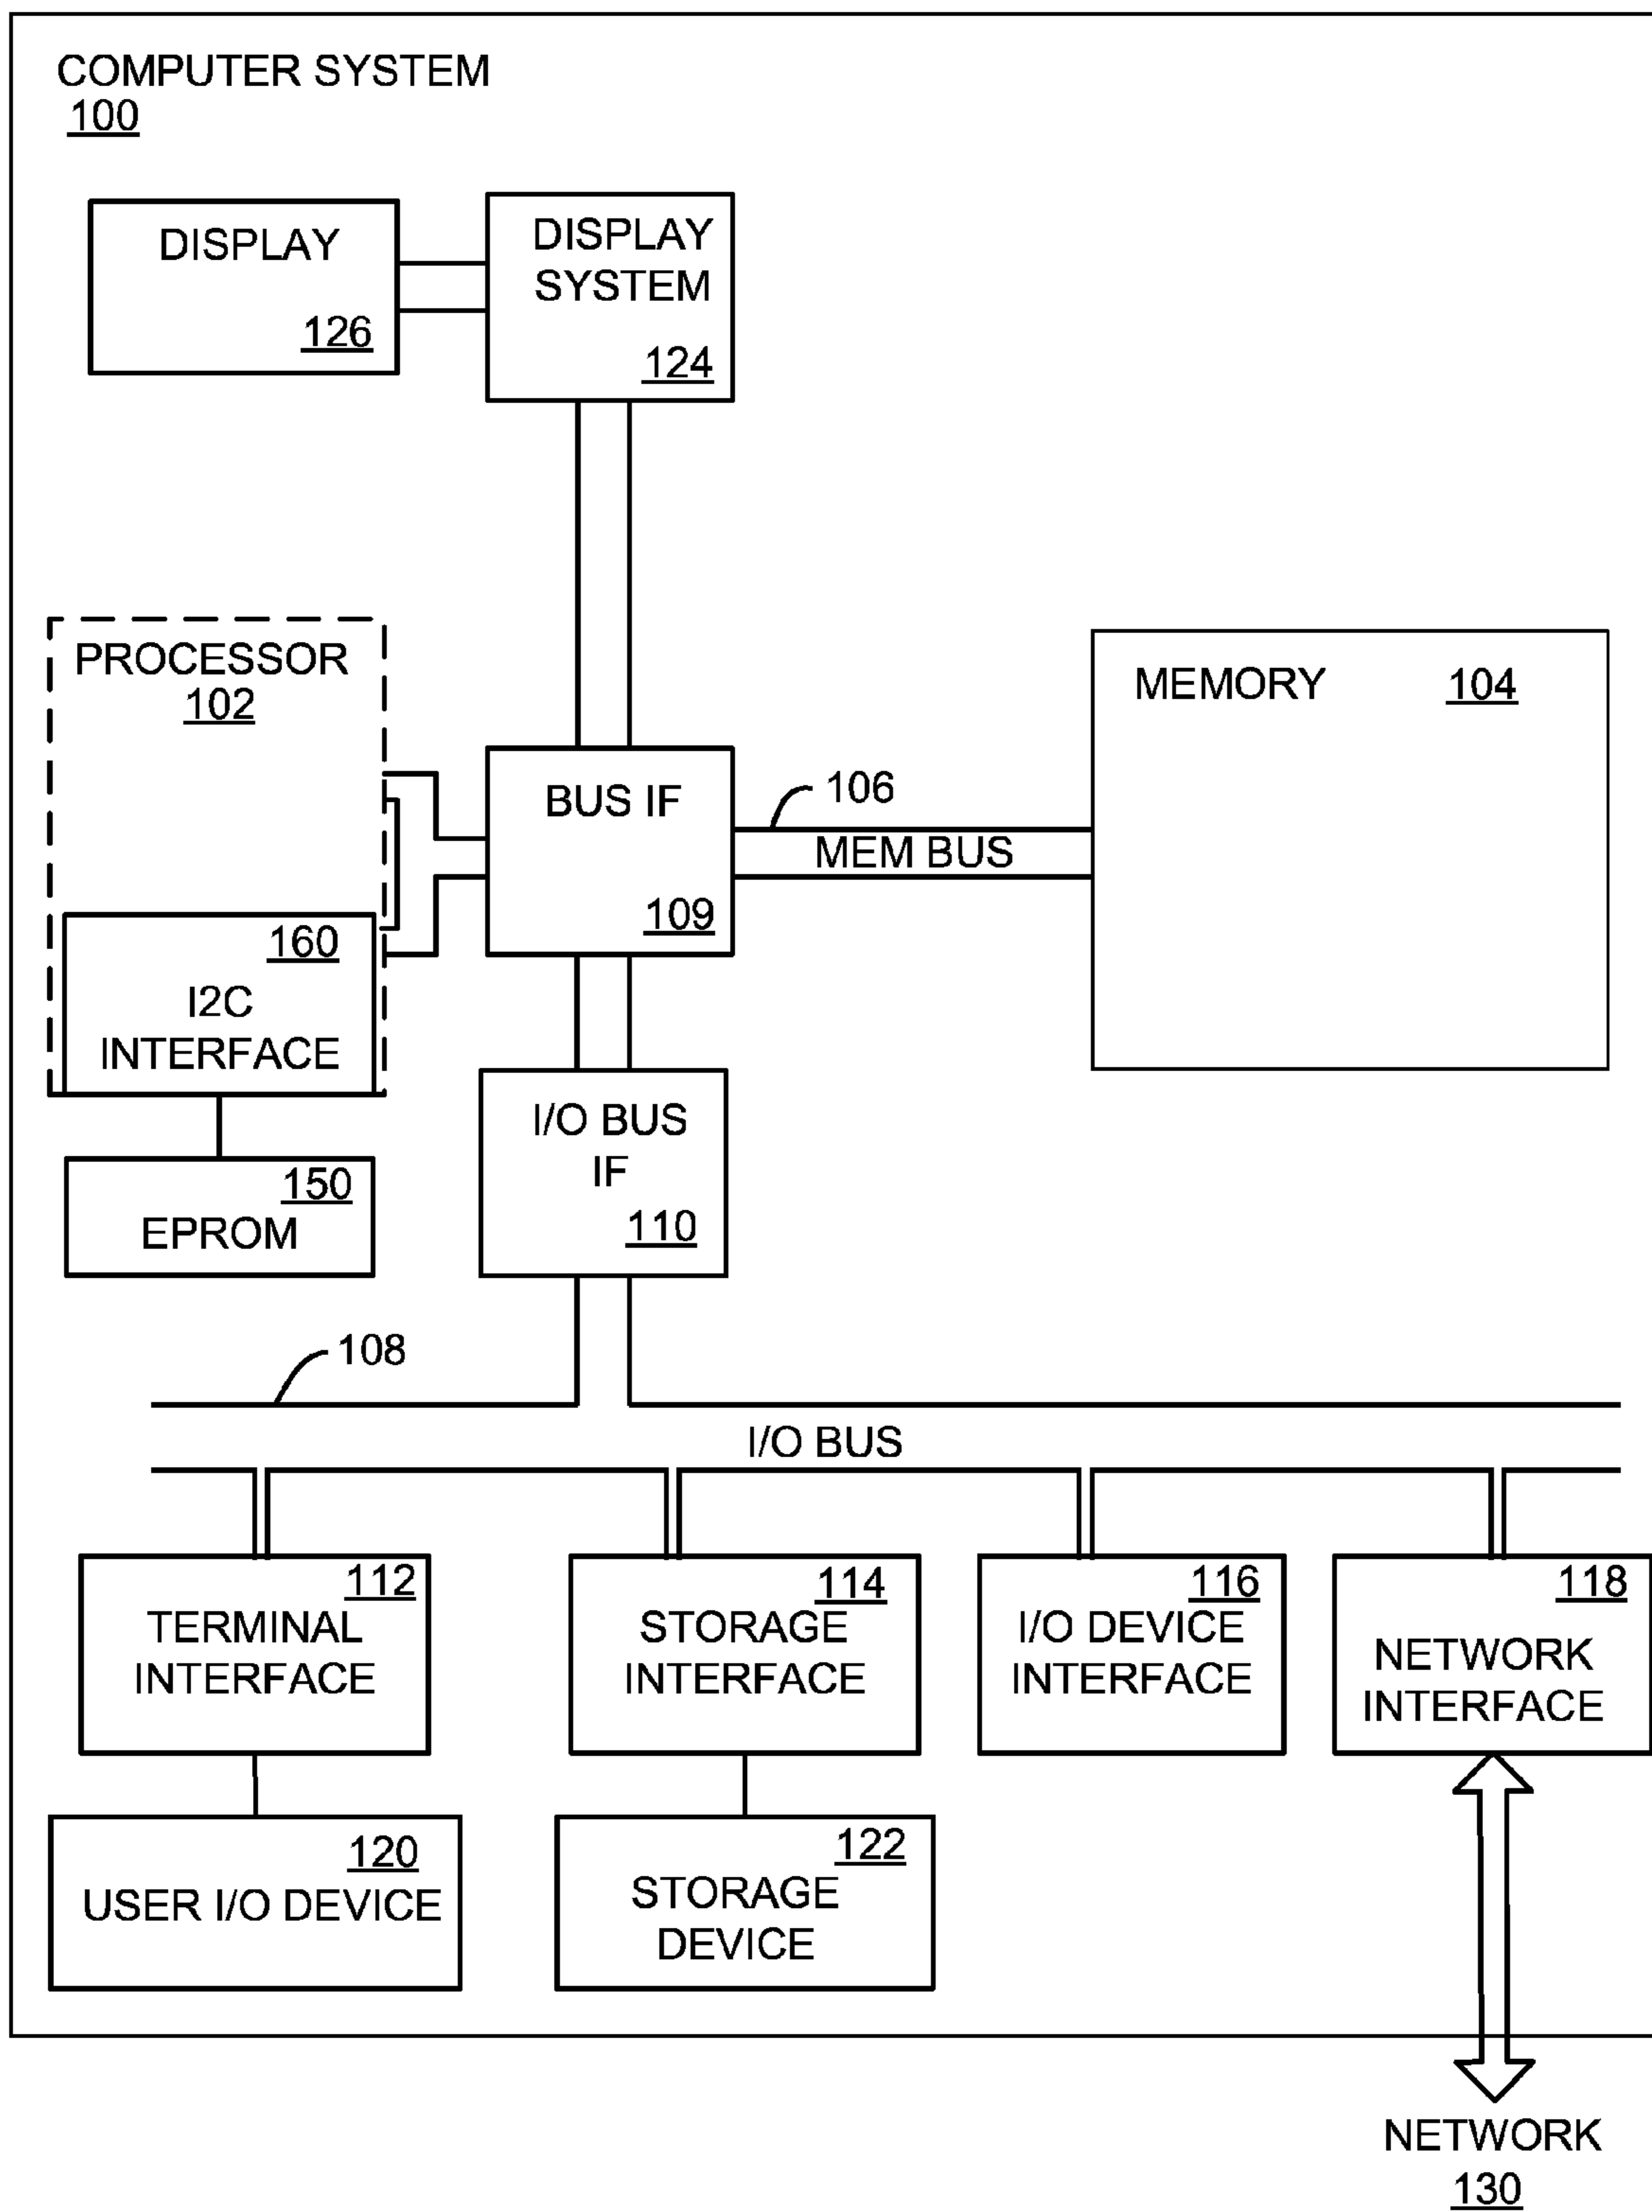 COMPUTER SYSTEM
100
DISPLAY
126
DISPLAY
SYSTEM
124
PROCESSOR
102
MEMORY 104
BUS IF
109
106
MEM BUS
160
I2C
INTERFACE
150
EPROM
I/O BUS
IF
110
108
I/O BUS
112
TERMINAL
INTERFACE
114
STORAGE
INTERFACE
116
I/O DEVICE
INTERFACE
118
NETWORK
INTERFACE
120
USER I/O DEVICE
122
STORAGE
DEVICE
NETWORK
130